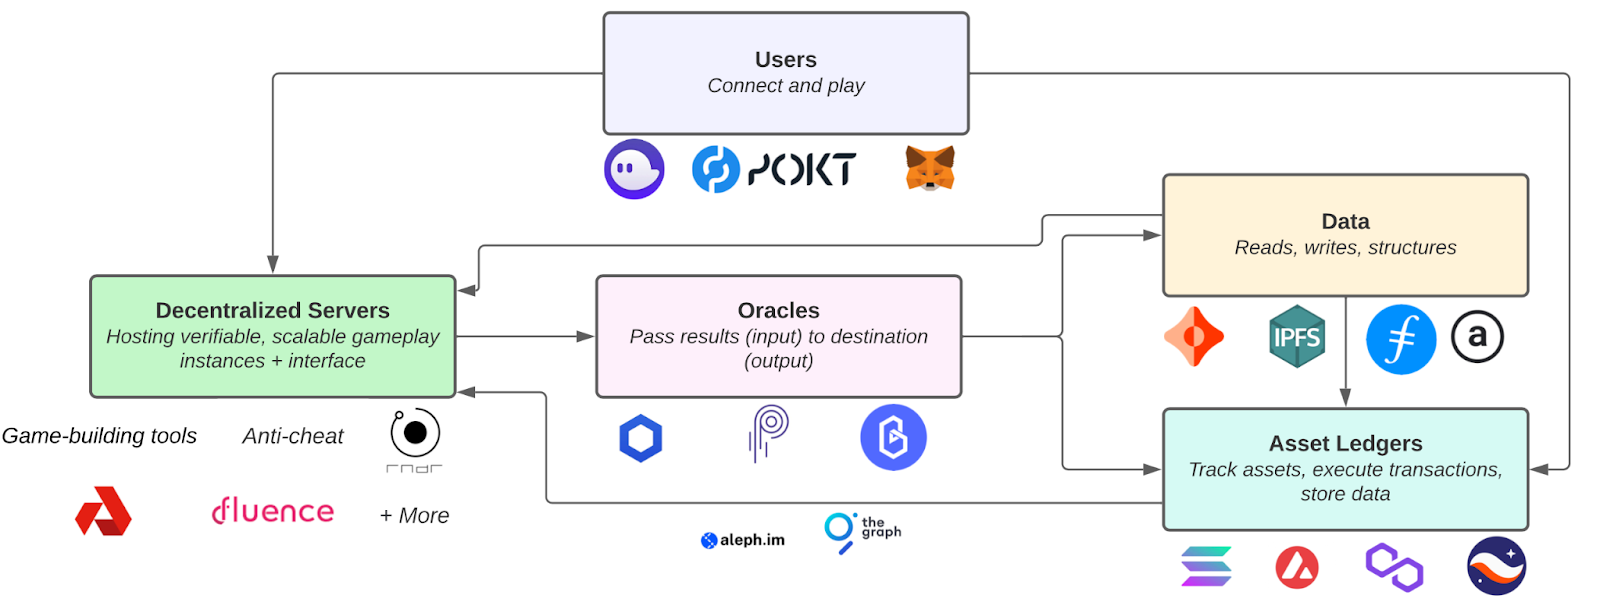 Users
Connect and play
POKT
Data
Reads, writes, structures
Decentralized Servers
Hosting verifiable, scalable gameplay
instances + interface
Oracles
Pass results (input) to destination
(output)
IPFS
a
Game-building tools
Anti-cheat
rndr
Asset Ledgers
Track assets, execute transactions,
store data
fluence
+ More
aleph.im
the
graph